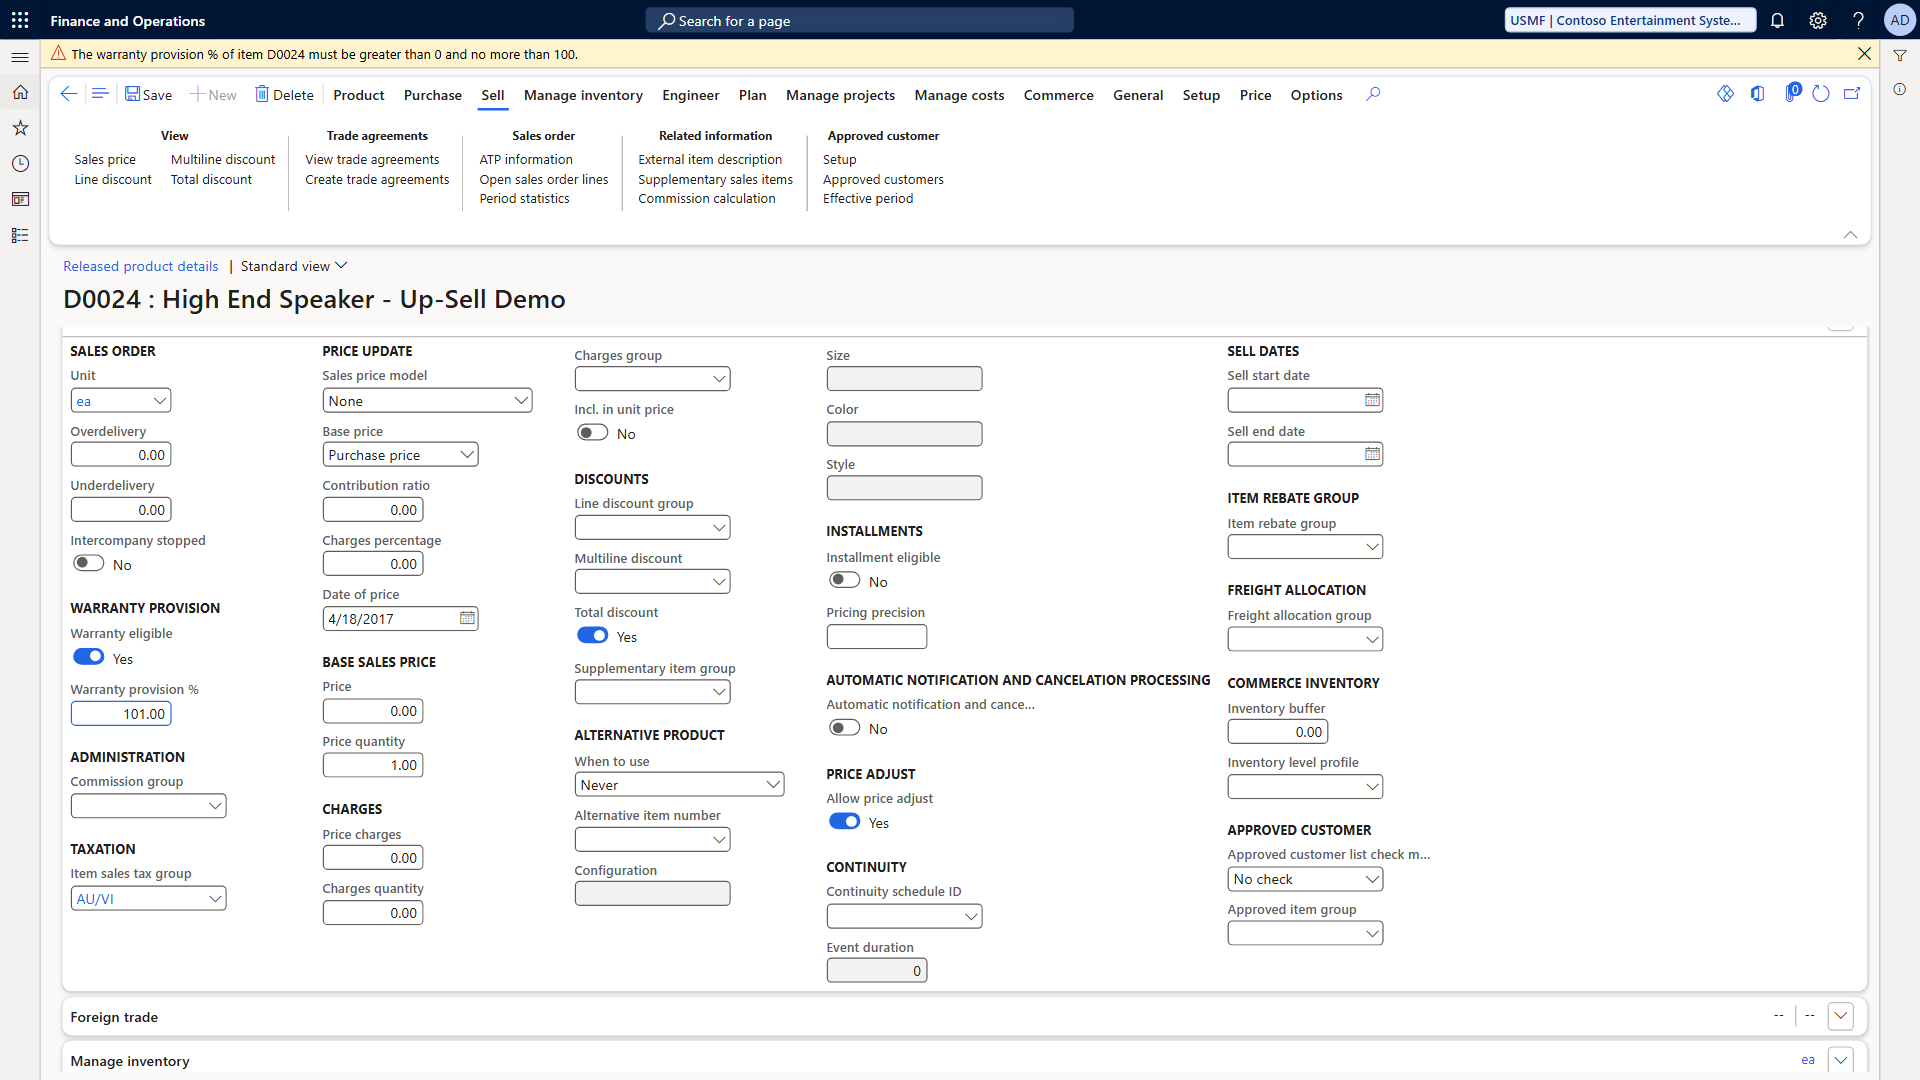 Finance and Operations
Search for a page
USMF | Contoso Entertainment Syste...
AD
The warranty provision % of item D0024 must be greater than 0 and no more than 100.
Save
New
Delete
Product
Purchase
Sell
Manage inventory
Engineer
Plan
Manage projects
Manage costs
Commerce
General
Setup
Price
Options
0
View
Sales price
Multiline discount
Line discount
Total discount
Trade agreements
View trade agreements
Create trade agreements
Sales order
ATP information
Open sales order lines
Period statistics
Related information
External item description
Supplementary sales items
Commission calculation
Approved customer
Setup
Approved customers
Effective period
Released product details | Standard view
D0024 : High End Speaker - Up-Sell Demo
SALES ORDER
Unit
ea
Overdelivery
0.00
Underdelivery
0.00
Intercompany stopped
No
WARRANTY PROVISION
Warranty eligible
Yes
Warranty provision %
101.00
ADMINISTRATION
Commission group
TAXATION
Item sales tax group
AU/VI
PRICE UPDATE
Sales price model
None
Base price
Purchase price
Contribution ratio
0.00
Charges percentage
0.00
Date of price
4/18/2017
BASE SALES PRICE
Price
0.00
Price quantity
1.00
CHARGES
Price charges
0.00
Charges quantity
0.00
Charges group
Incl. in unit price
No
DISCOUNTS
Line discount group
Multiline discount
Total discount
Yes
Supplementary item group
ALTERNATIVE PRODUCT
When to use
Never
Alternative item number
Configuration
Size
Color
Style
INSTALLMENTS
Installment eligible
No
Pricing precision
AUTOMATIC NOTIFICATION AND CANCELATION PROCESSING
Automatic notification and cance...
No
PRICE ADJUST
Allow price adjust
Yes
CONTINUITY
Continuity schedule ID
Event duration
0
SELL DATES
Sell start date
Sell end date
ITEM REBATE GROUP
Item rebate group
FREIGHT ALLOCATION
Freight allocation group
COMMERCE INVENTORY
Inventory buffer
0.00
Inventory level profile
APPROVED CUSTOMER
Approved customer list check m...
No check
Approved item group
Foreign trade
-- | --
Manage inventory
ea